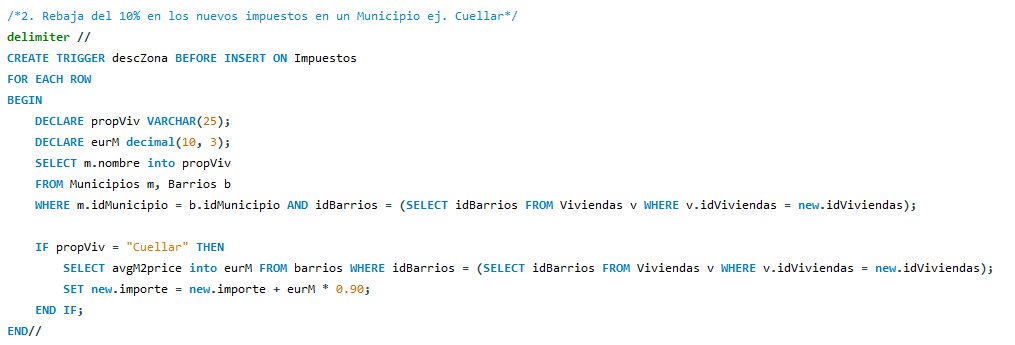 /*2. Rebaja del 10% en los nuevos impuestos en un Municipio ej. Cuellar*/
delimiter //
CREATE TRIGGER descZona BEFORE INSERT ON Impuestos
FOR EACH ROW
BEGIN
    DECLARE propViv VARCHAR(25);
    DECLARE eurM decimal(10, 3);
    SELECT m.nombre into propViv
    FROM Municipios m, Barrios b
    WHERE m.idMunicipio = b.idMunicipio AND idBarrios = (SELECT idBarrios FROM Viviendas v WHERE v.idViviendas = new.idViviendas);

    IF propViv = "Cuellar" THEN
        SELECT avgM2price into eurM FROM barrios WHERE idBarrios = (SELECT idBarrios FROM Viviendas v WHERE v.idViviendas = new.idViviendas);
        SET new.importe = new.importe + eurM * 0.90;
    END IF;
END//